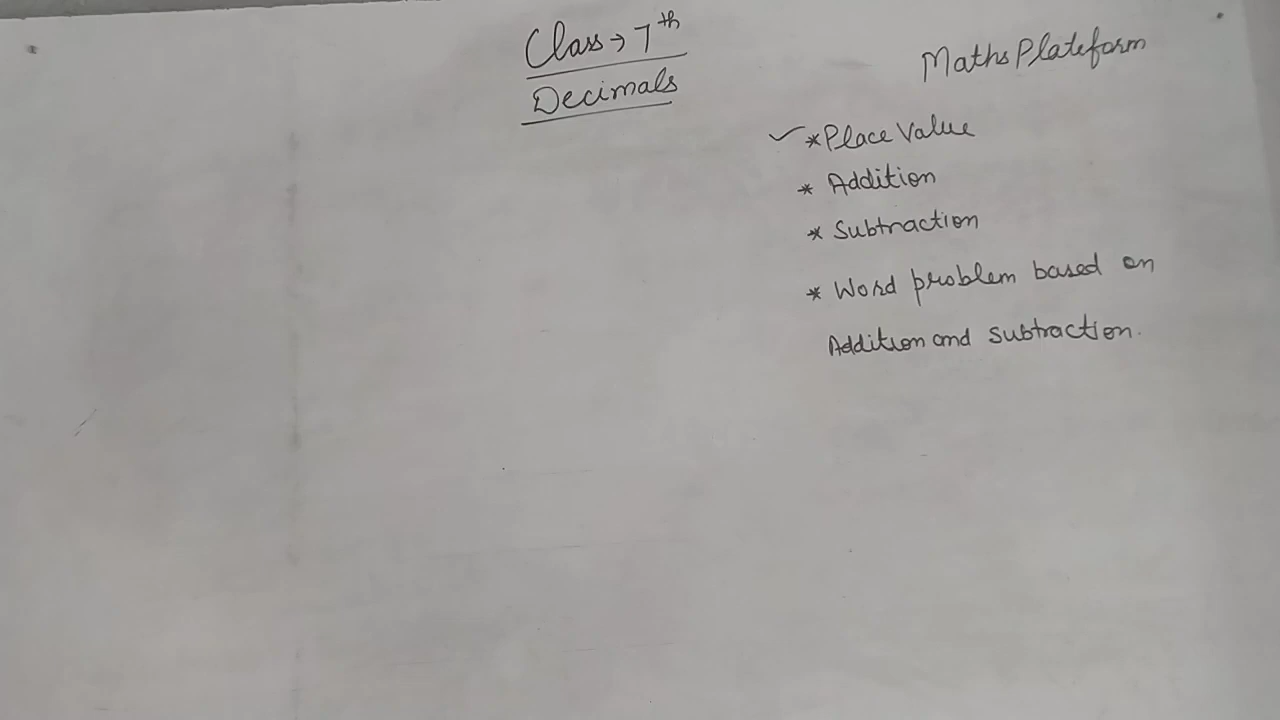 Class → 7th
Decimals
Maths Plateform
✓ * Place Value
* Addition
* Subtraction
* Word problem based on
Addition and subtraction.